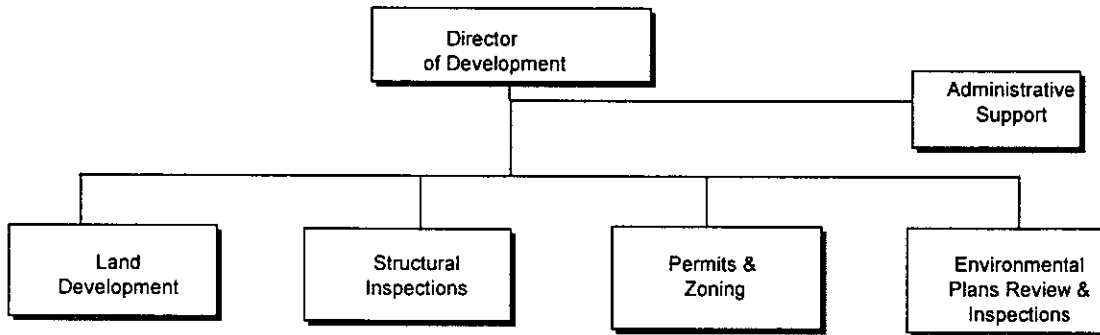 Director
of Development
Administrative
Support
Land
Development
Structural
Inspections
Permits &
Zoning
Environmental
Plans Review &
Inspections